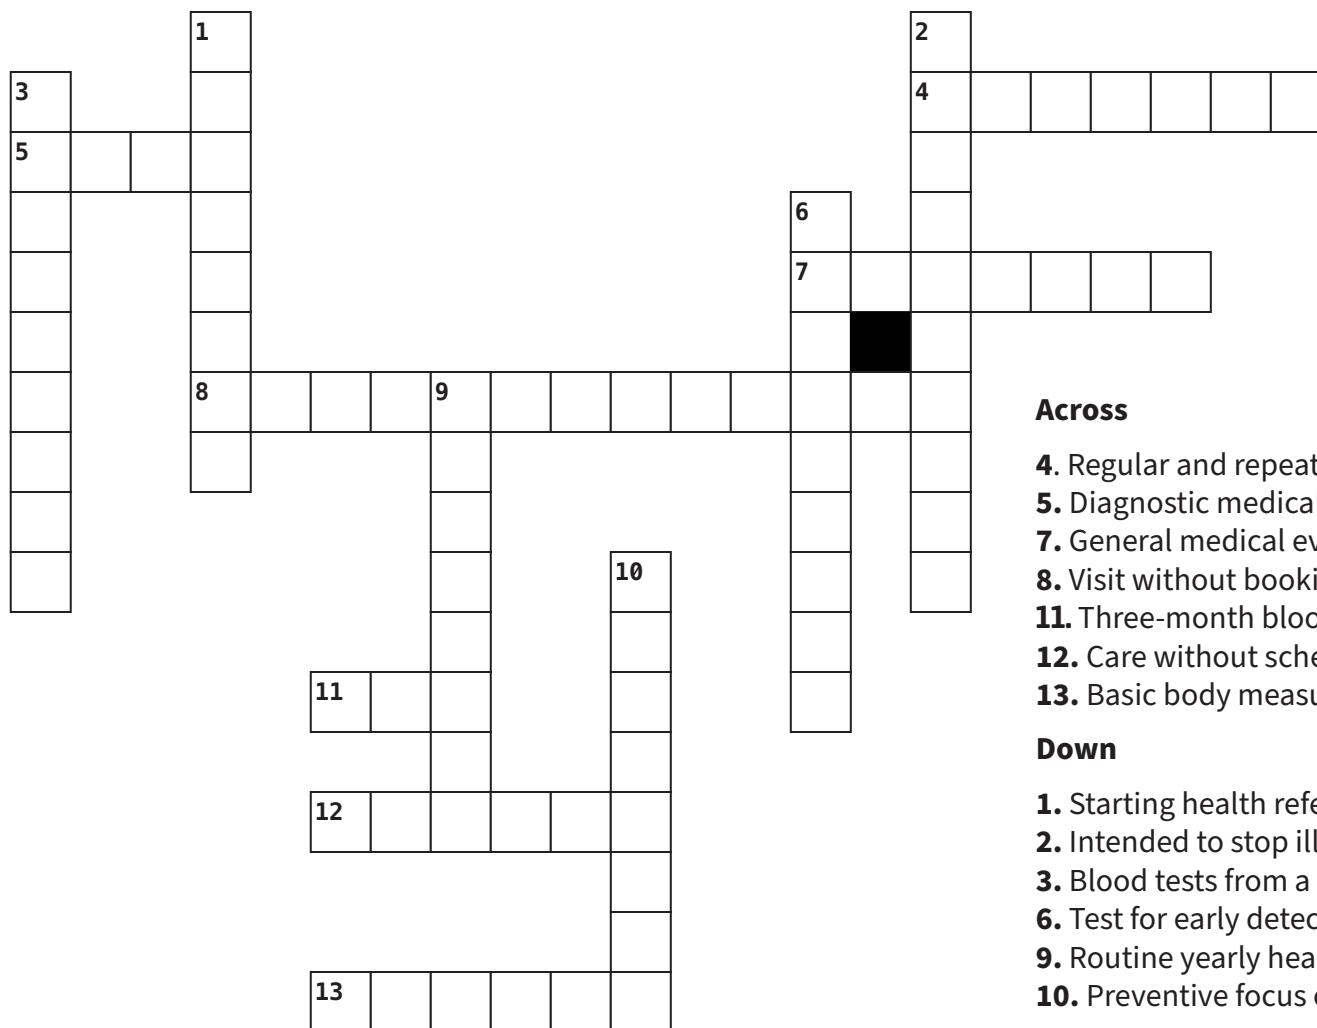 1
2
3
4
5
6
7
8
9
10
11
12
13
Across
4. Regular and repeat
5. Diagnostic medica
7. General medical ev
8. Visit without booki
11. Three-month bloo
12. Care without sche
13. Basic body measu
Down
1. Starting health refe
2. Intended to stop ill
3. Blood tests from a
6. Test for early detec
9. Routine yearly hea
10. Preventive focus